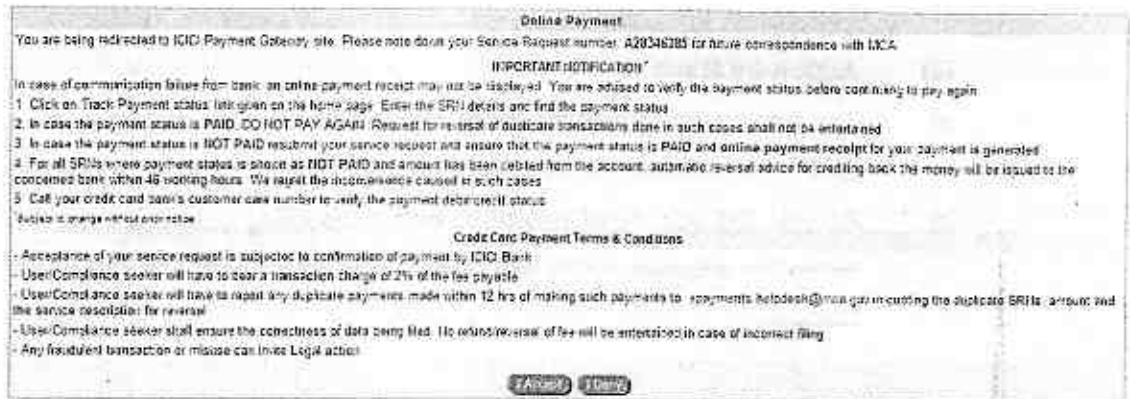 Online Payment
You are being redirected to ICICI Payment Gateway site. Please note down your Service Request number, A28346385 for future correspondence with MCA
IMPORTANT NOTIFICATION*
In case of communication failure from bank, an online payment receipt may not be displayed. You are advised to verify the payment status before continuing to pay again
1 Click on Track Payment status link given on the home page. Enter the SRN details and find the payment status
2. In case the payment status is PAID, DO NOT PAY AGAIN. Request for reversal of duplicate transactions done in such cases shall not be entertained
3 In case the payment status is NOT PAID resubmit your service request and ensure that the payment status is PAID and online payment receipt for your payment is generated
4 For all SRNs where payment status is shown as NOT PAID and amount has been debited from the account, automatic reversal advice for crediting back the money will be issued to the
concerned bank within 48 working hours. We regret the inconvenience caused in such cases
5 Call your credit card bank's customer care number to verify the payment debit/credit status
*Subject to change without prior notice
Credit Card Payment Terms & Conditions
- Acceptance of your service request is subjected to confirmation of payment by ICICI Bank
- User/Compliance seeker will have to bear a transaction charge of 2% of the fee payable
- User/Compliance seeker will have to report any duplicate payments made within 12 hrs of making such payments to quoting the duplicate SRNs, amount and
the service description for reversal
- User/Compliance seeker shall ensure the correctness of data being filed. No refund/reversal of fee will be entertained in case of incorrect filing
- Any fraudulent transaction or misuse can invite Legal action
I Accept I Deny